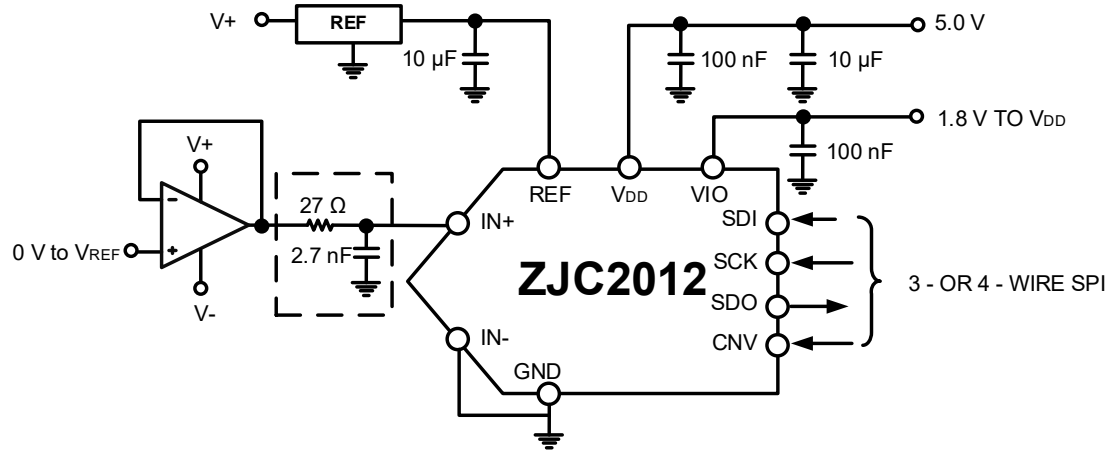 V+
REF
10 µF
100 nF
10 µF
5.0 V
1.8 V TO VDD
100 nF
V+
-
+
0 V to VREF
V-
27 Ω
2.7 nF
REF
VDD
VIO
IN+
IN-
GND
ZJC2012
SDI
SCK
SDO
CNV
3 - OR 4 - WIRE SPI